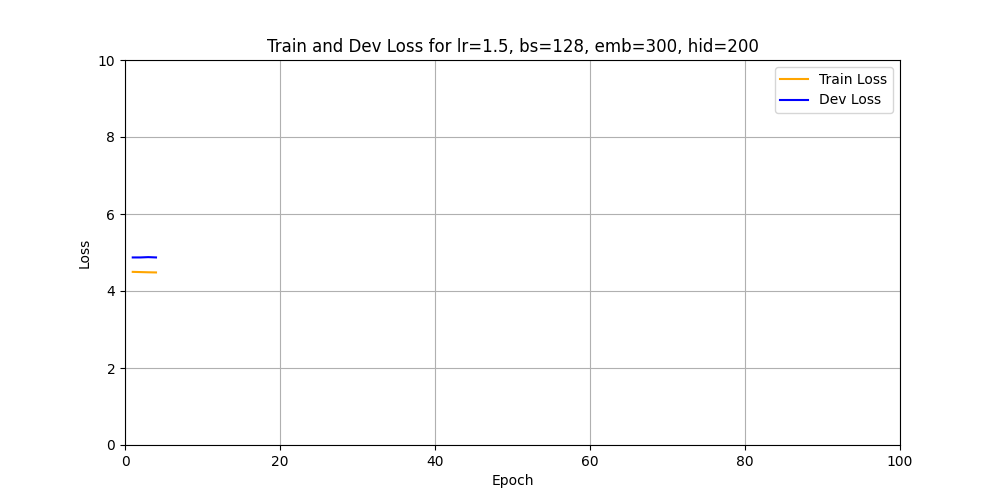 Train and Dev Loss for lr=1.5, bs=128, emb=300, hid=200
Train Loss
Dev Loss
10
8
6
4
2
0
Loss
0 20 40 60 80 100
Epoch